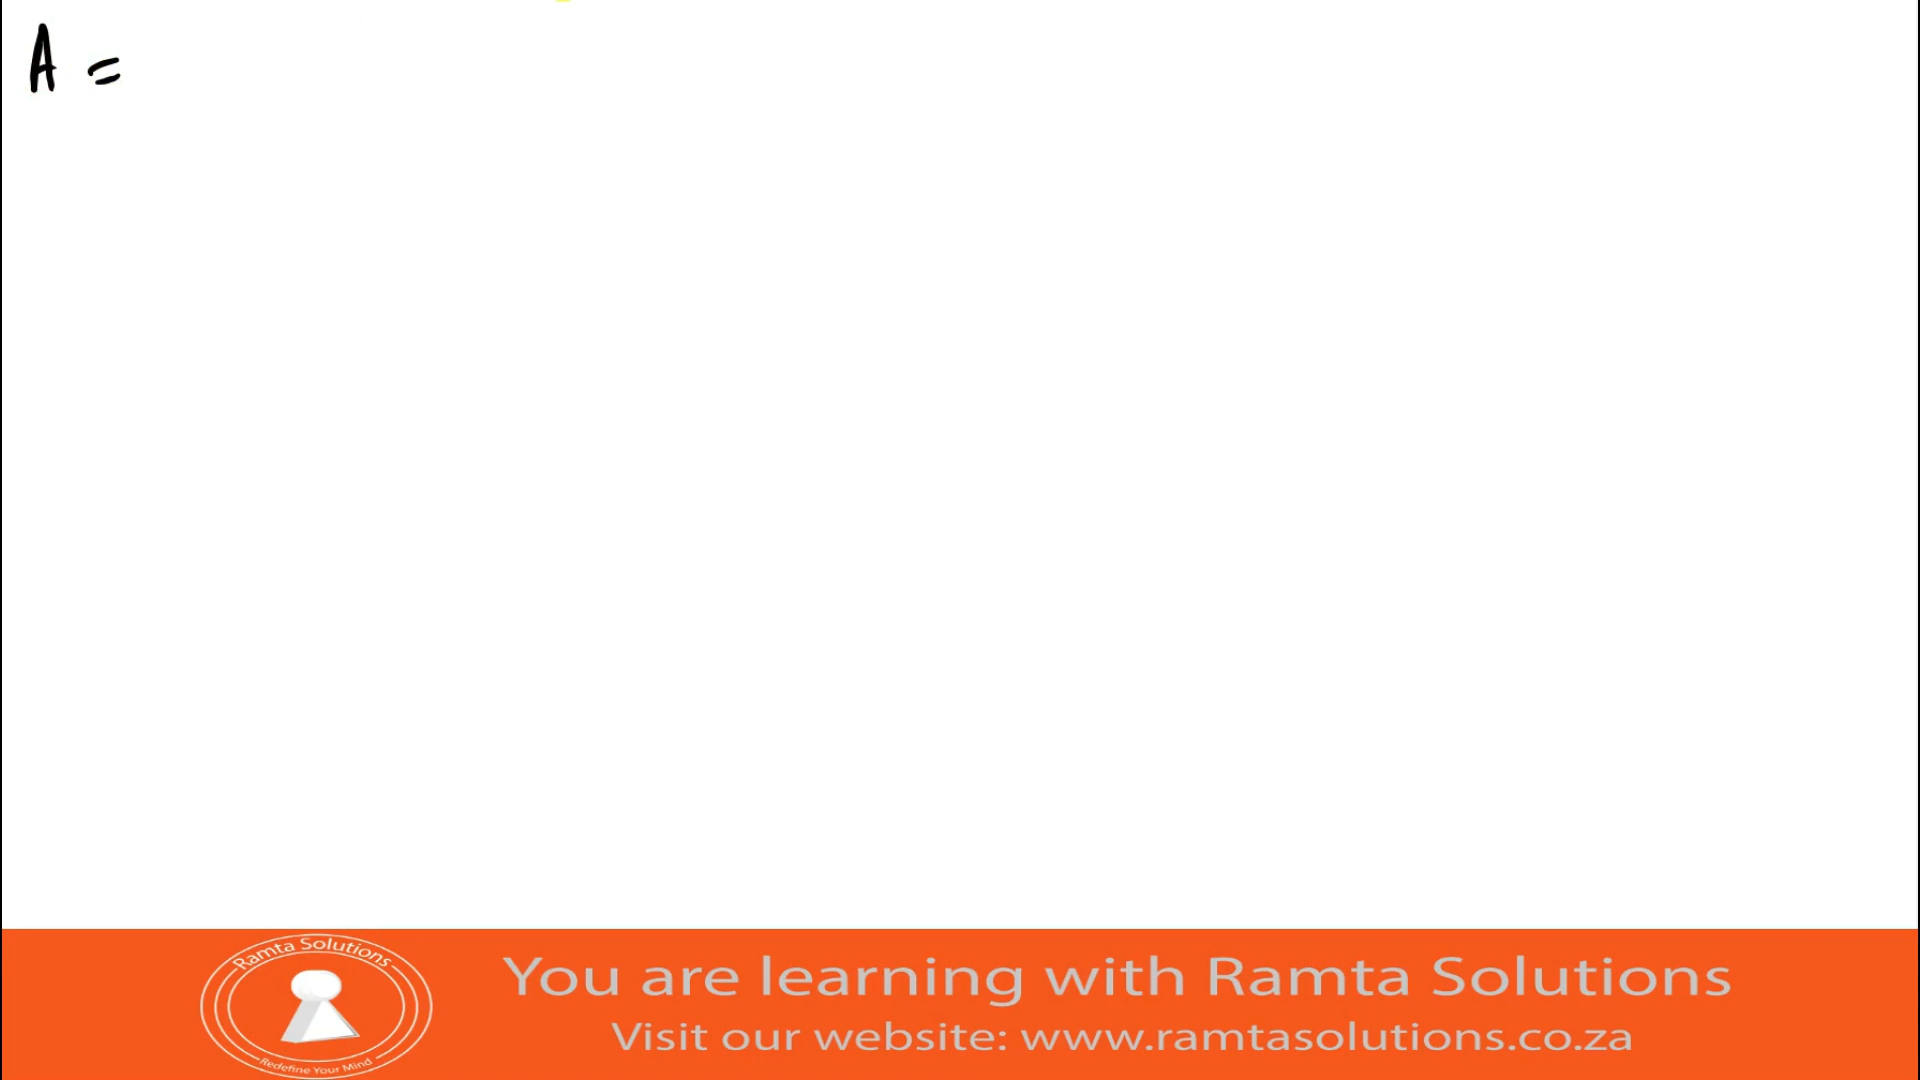 A =
Ramta Solutions
Redefine Your Mind
You are learning with Ramta Solutions
Visit our website: www.ramtasolutions.co.za